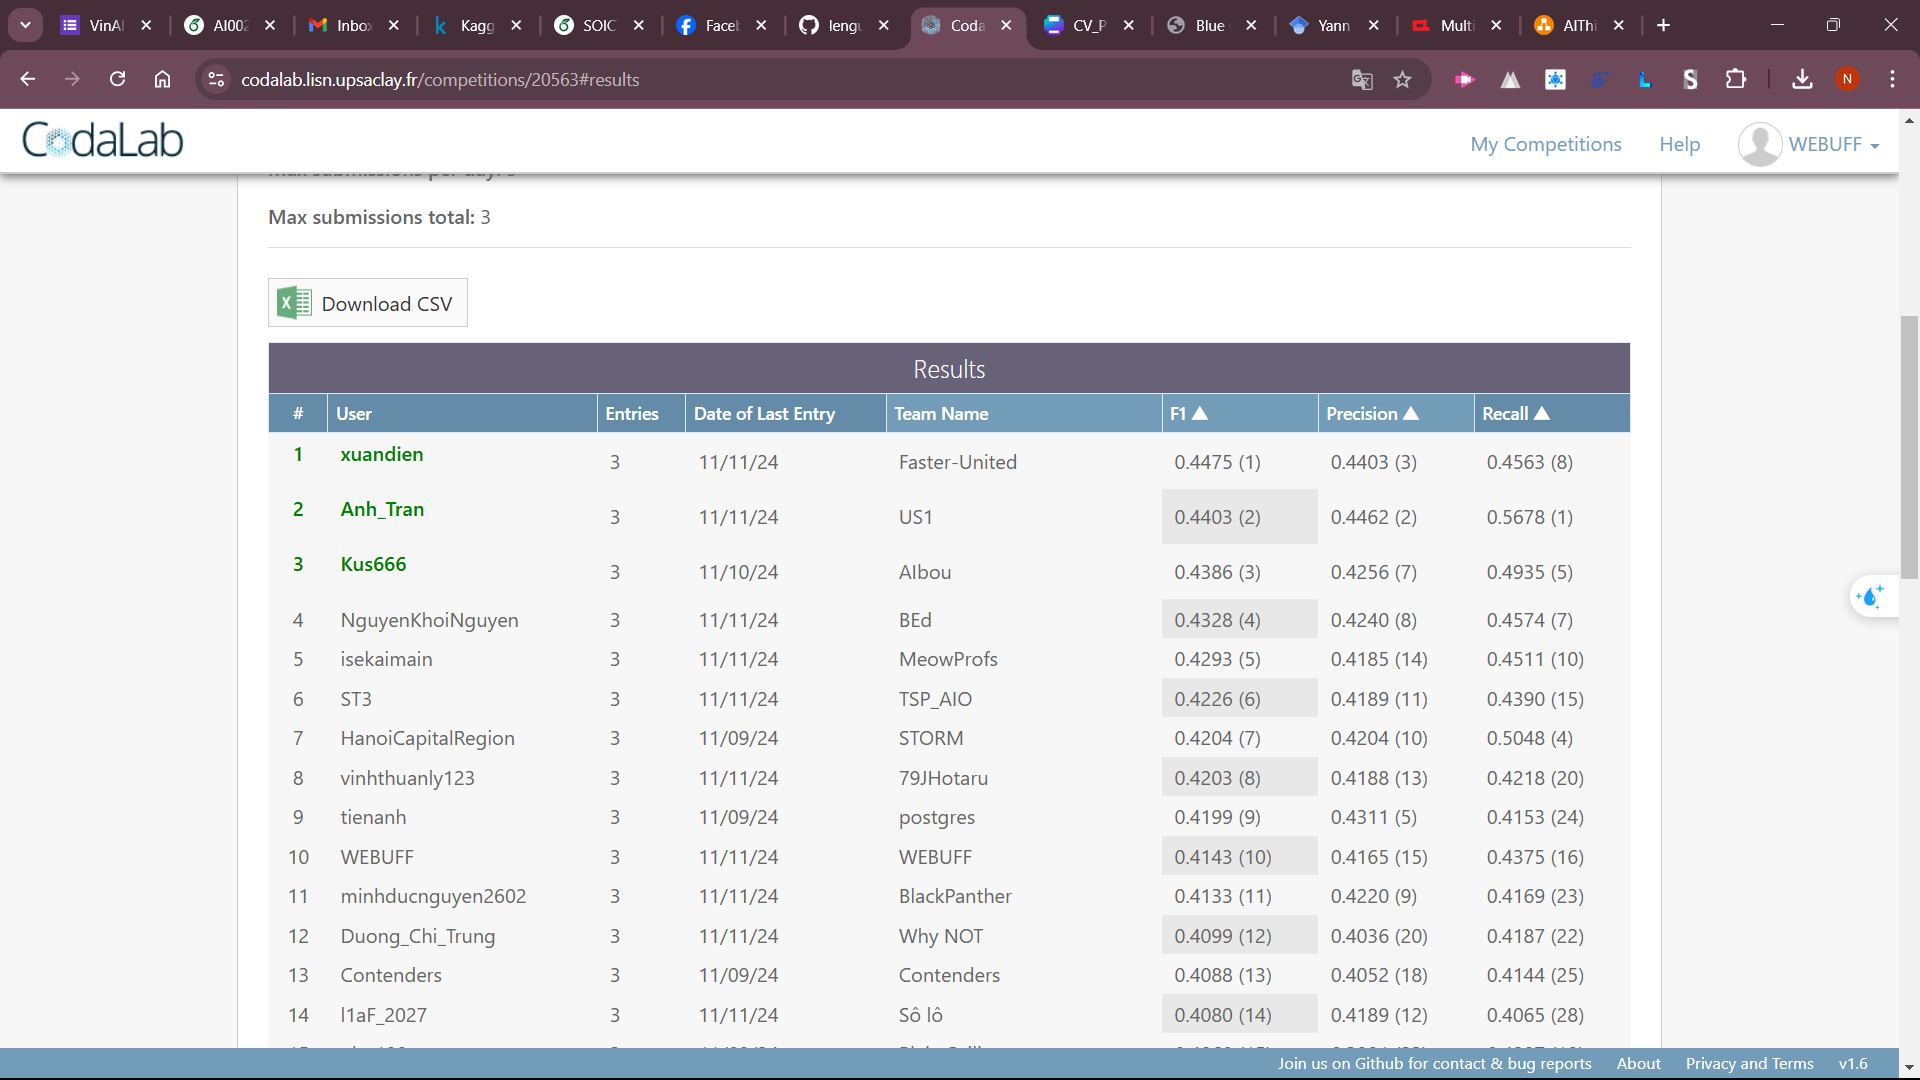 VinAI
AI002
Inbo
Kagg
SOIC
Facel
lengu
Coda
CV_P
Blue
Yann
Multi
AIThi
codalab.lisn.upsaclay.fr/competitions/20563#results
N
CodaLab
My Competitions Help WEBUFF
Max submissions total: 3
Download CSV
Results
# User Entries Date of Last Entry Team Name F1 ▲ Precision ▲ Recall ▲
1 xuandien 3 11/11/24 Faster-United 0.4475 (1) 0.4403 (3) 0.4563 (8)
2 Anh_Tran 3 11/11/24 US1 0.4403 (2) 0.4462 (2) 0.5678 (1)
3 Kus666 3 11/10/24 AIbou 0.4386 (3) 0.4256 (7) 0.4935 (5)
4 NguyenKhoiNguyen 3 11/11/24 BEd 0.4328 (4) 0.4240 (8) 0.4574 (7)
5 isekaimain 3 11/11/24 MeowProfs 0.4293 (5) 0.4185 (14) 0.4511 (10)
6 ST3 3 11/11/24 TSP_AIO 0.4226 (6) 0.4189 (11) 0.4390 (15)
7 HanoiCapitalRegion 3 11/09/24 STORM 0.4204 (7) 0.4204 (10) 0.5048 (4)
8 vinhthuanly123 3 11/11/24 79JHotaru 0.4203 (8) 0.4188 (13) 0.4218 (20)
9 tienanh 3 11/09/24 postgres 0.4199 (9) 0.4311 (5) 0.4153 (24)
10 WEBUFF 3 11/11/24 WEBUFF 0.4143 (10) 0.4165 (15) 0.4375 (16)
11 minhducnguyen2602 3 11/11/24 BlackPanther 0.4133 (11) 0.4220 (9) 0.4169 (23)
12 Duong_Chi_Trung 3 11/11/24 Why NOT 0.4099 (12) 0.4036 (20) 0.4187 (22)
13 Contenders 3 11/09/24 Contenders 0.4088 (13) 0.4052 (18) 0.4144 (25)
14 l1aF_2027 3 11/11/24 Sô lô 0.4080 (14) 0.4189 (12) 0.4065 (28)
Join us on Github for contact & bug reports About Privacy and Terms v1.6